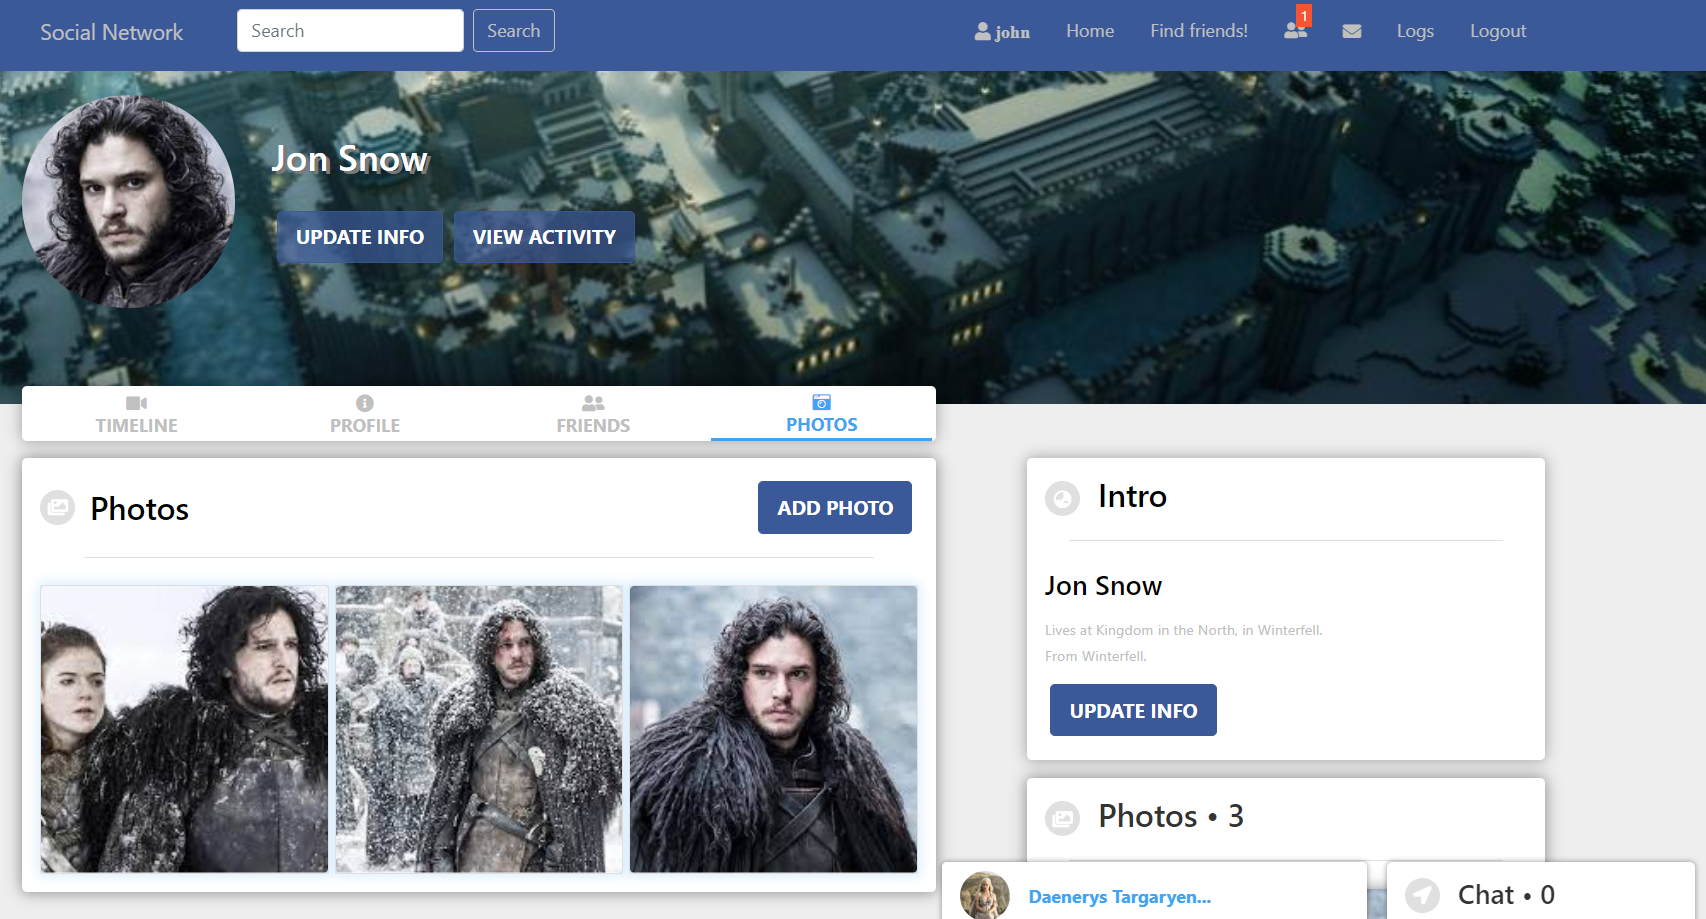 Social Network
Search
Search
john
Home
Find friends!
1
Logs
Logout
Jon Snow
UPDATE INFO
VIEW ACTIVITY
TIMELINE
PROFILE
FRIENDS
PHOTOS
Photos
ADD PHOTO
Intro
Jon Snow
Lives at Kingdom in the North, in Winterfell.
From Winterfell.
UPDATE INFO
Photos • 3
Daenerys Targaryen...
Chat • 0